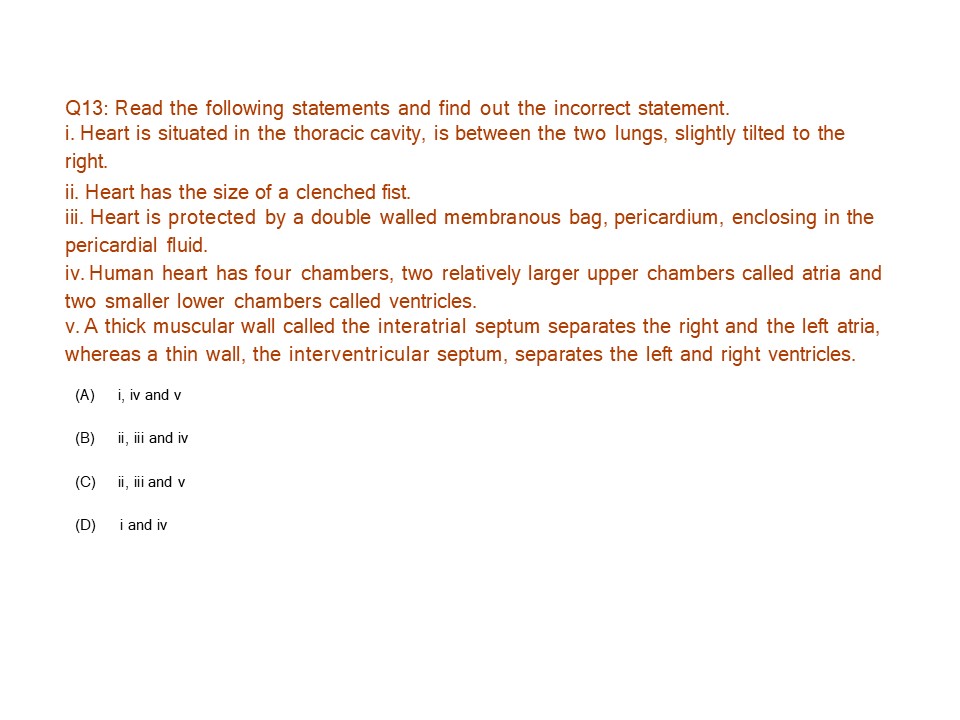 Q13: Read the following statements and find out the incorrect statement.
i. Heart is situated in the thoracic cavity, is between the two lungs, slightly tilted to the
right.
ii. Heart has the size of a clenched fist.
iii. Heart is protected by a double walled membranous bag, pericardium, enclosing in the
pericardial fluid.
iv. Human heart has four chambers, two relatively larger upper chambers called atria and
two smaller lower chambers called ventricles.
v. A thick muscular wall called the interatrial septum separates the right and the left atria,
whereas a thin wall, the interventricular septum, separates the left and right ventricles.
(A) i, iv and v
(B) ii, iii and iv
(C) ii, iii and v
(D) i and iv